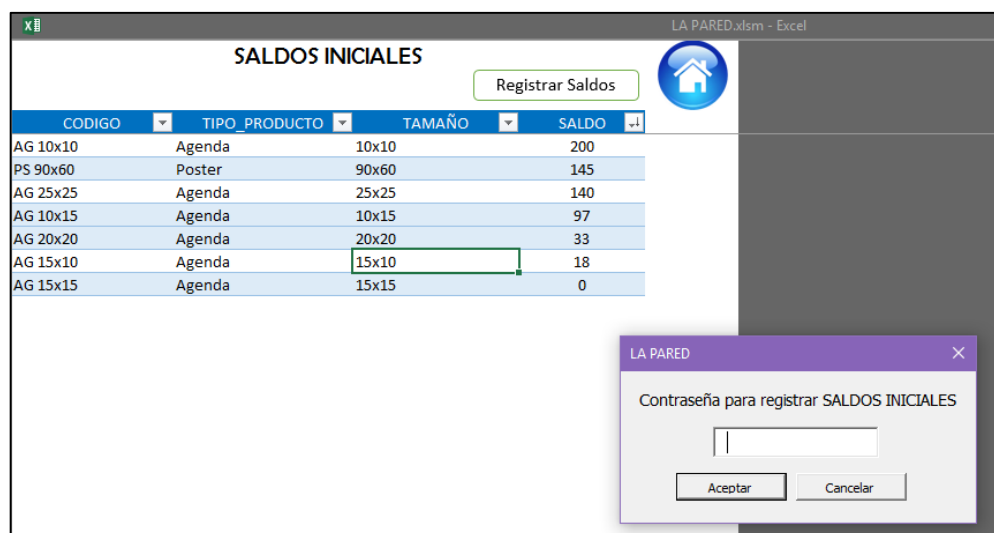 LA PARED.xlsm - Excel
SALDOS INICIALES
Registrar Saldos
CODIGO TIPO_PRODUCTO TAMAÑO SALDO
AG 10x10 Agenda 10x10 200
PS 90x60 Poster 90x60 145
AG 25x25 Agenda 25x25 140
AG 10x15 Agenda 10x15 97
AG 20x20 Agenda 20x20 33
AG 15x10 Agenda 15x10 18
AG 15x15 Agenda 15x15 0
LA PARED
Contraseña para registrar SALDOS INICIALES
Aceptar Cancelar